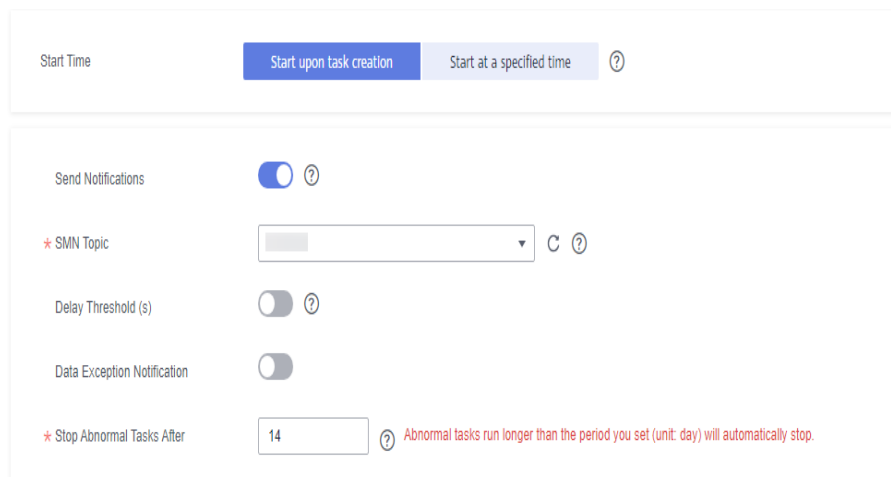 Start Time Start upon task creation Start at a specified time ?
Send Notifications ?
* SMN Topic ?
Delay Threshold (s) ?
Data Exception Notification
* Stop Abnormal Tasks After 14 ? Abnormal tasks run longer than the period you set (unit: day) will automatically stop.